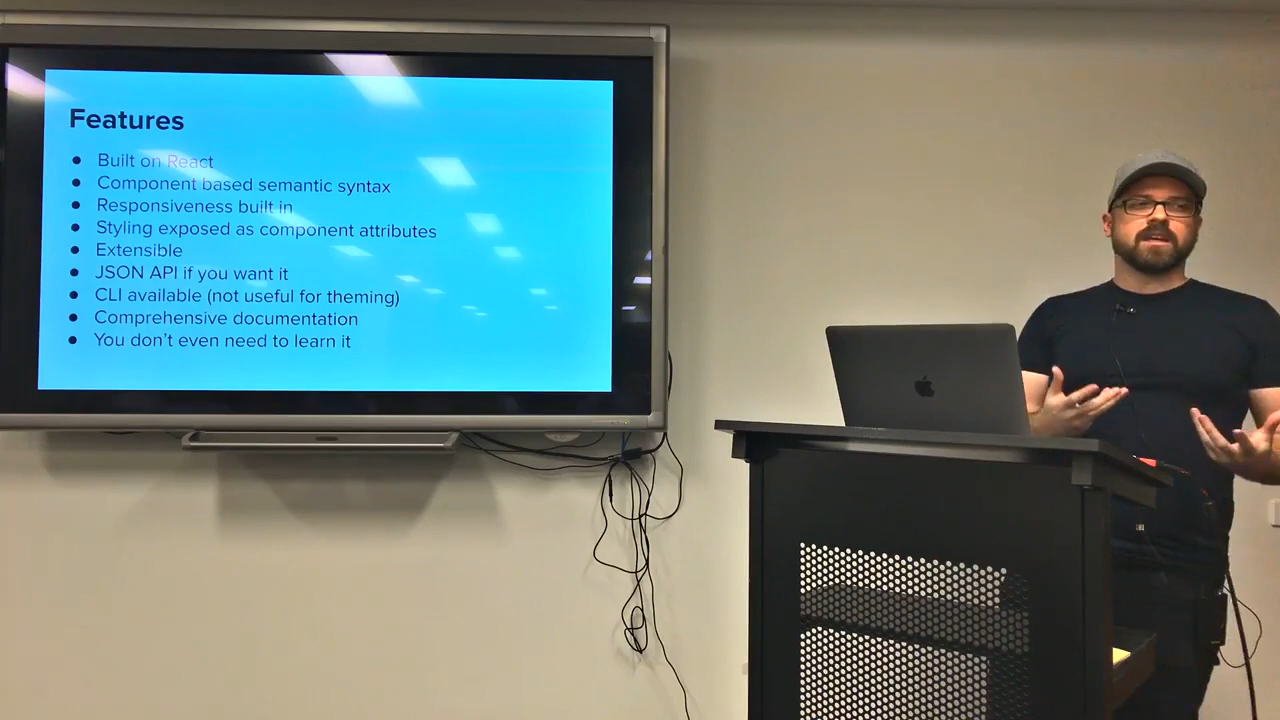 Features
● Built on React
● Component based semantic syntax
● Responsiveness built in
● Styling exposed as component attributes
● Extensible
● JSON API if you want it
● CLI available (not useful for theming)
● Comprehensive documentation
● You don't even need to learn it